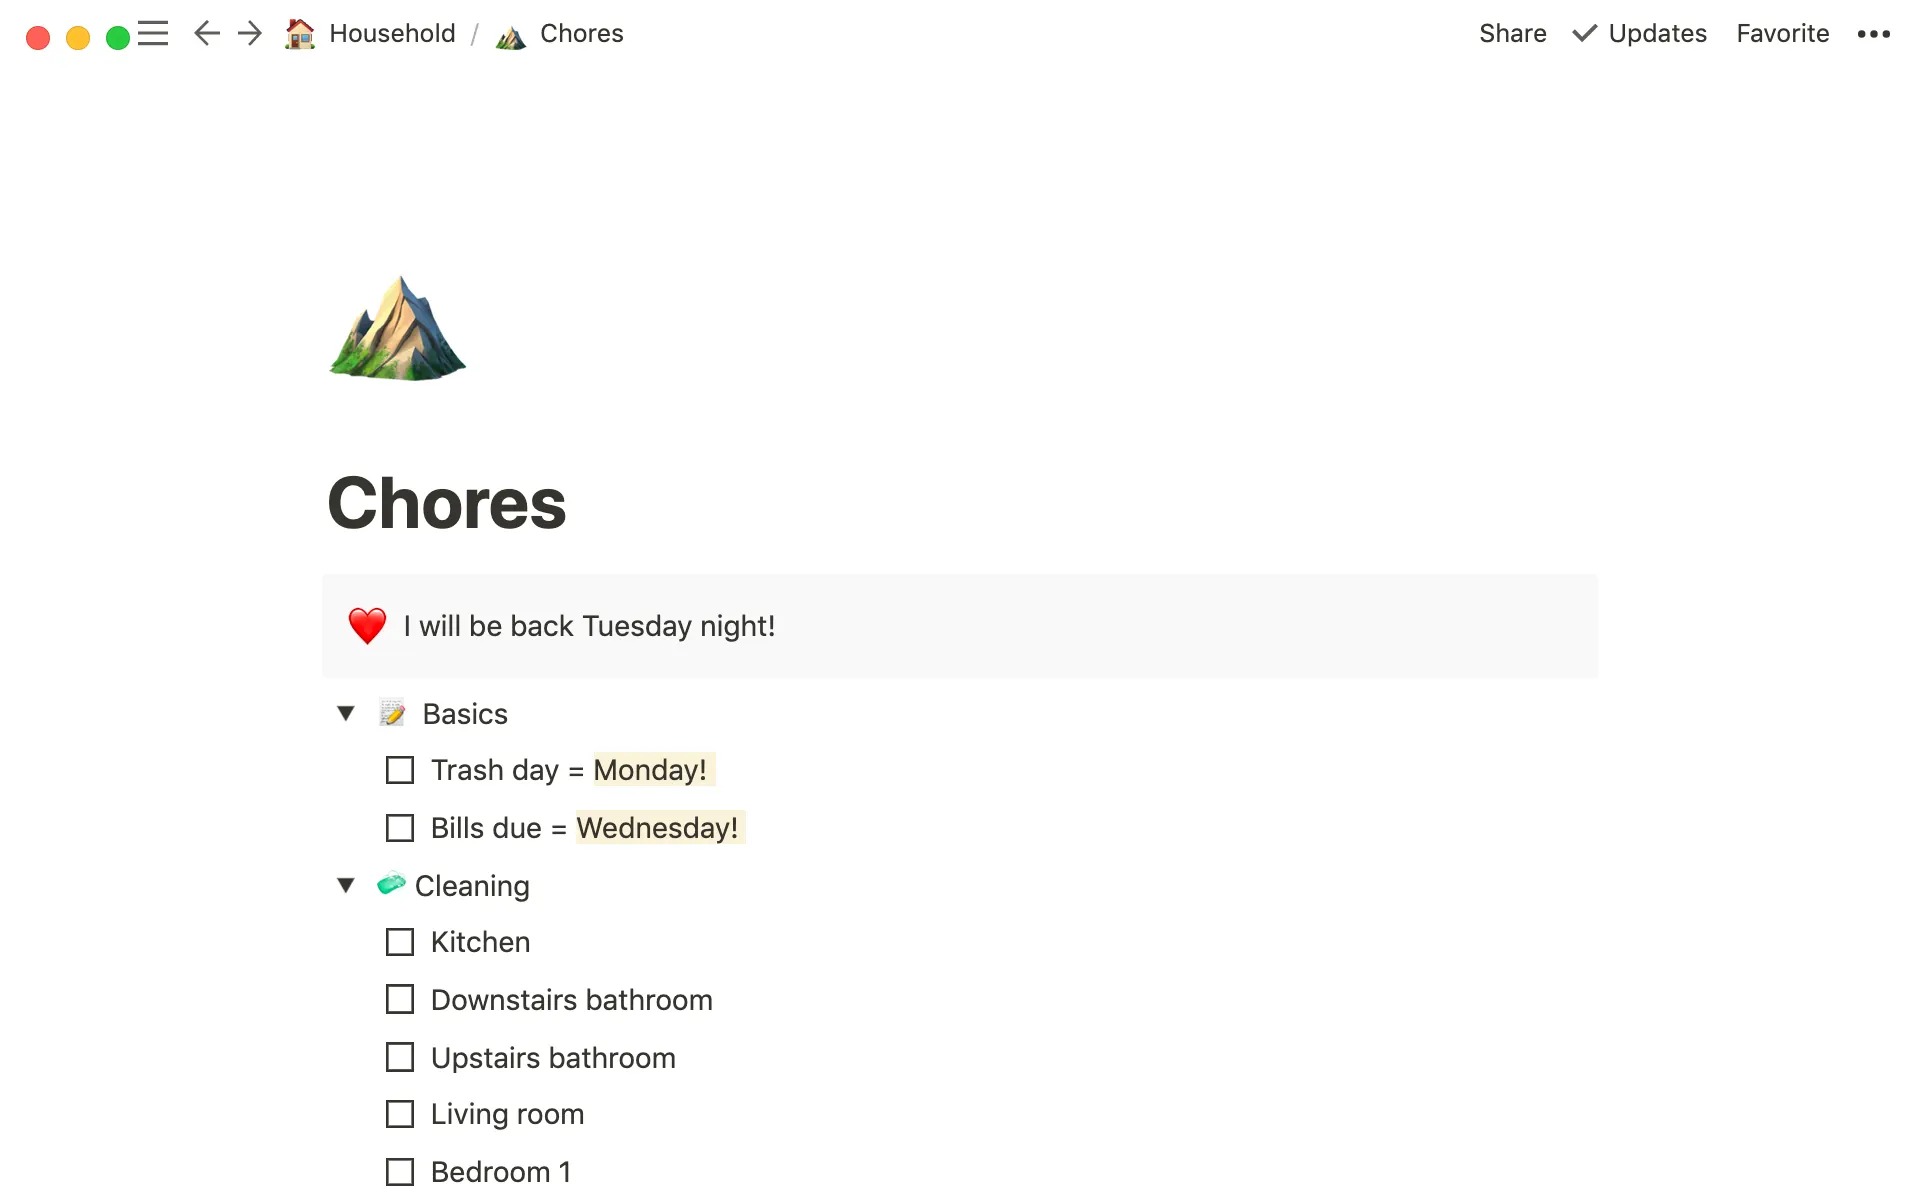 Household / Chores
Share Updates Favorite
Chores
I will be back Tuesday night!
Basics
Trash day = Monday!
Bills due = Wednesday!
Cleaning
Kitchen
Downstairs bathroom
Upstairs bathroom
Living room
Bedroom 1